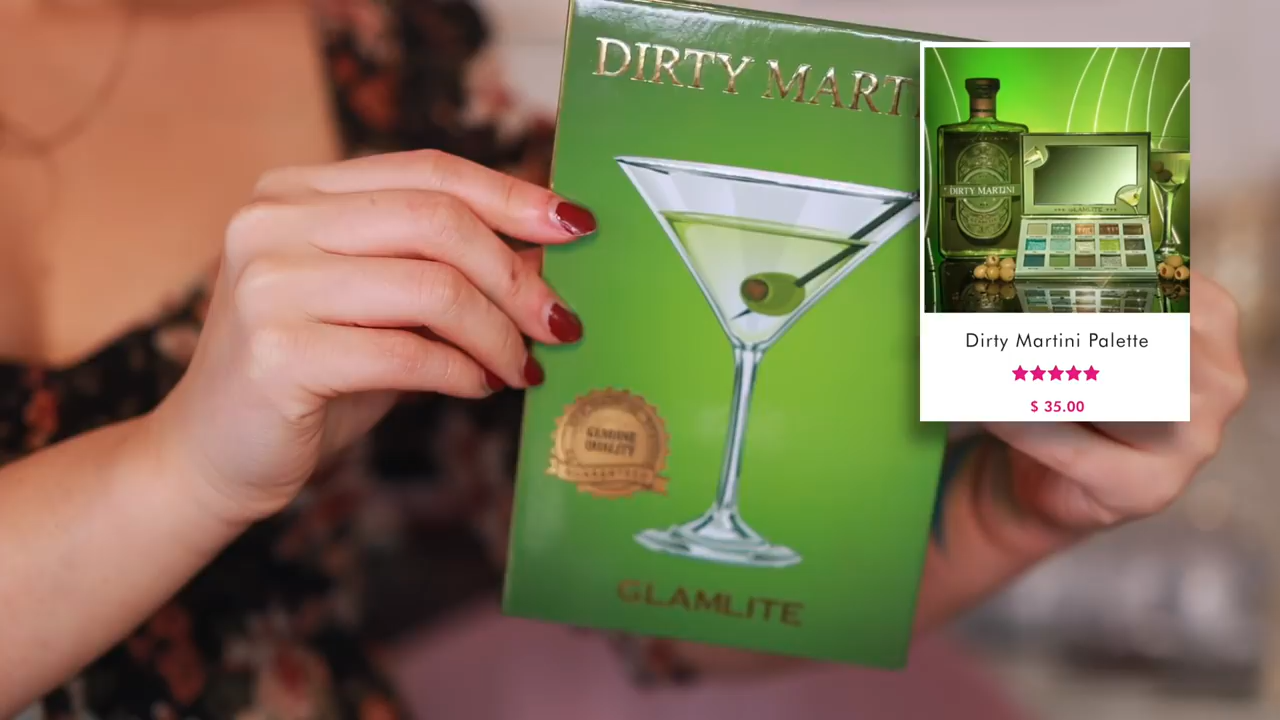 DIRTY MART
GENUINE
QUALITY
GLAMLITE
DIRTY MARTINI
GLAMLITE
Dirty Martini Palette
$ 35.00